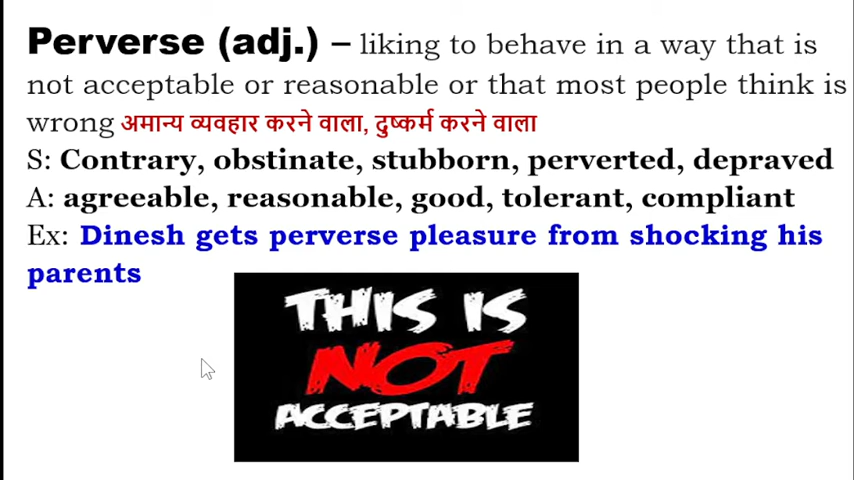 Perverse (adj.) – liking to behave in a way that is
not acceptable or reasonable or that most people think is
wrong अमान्य व्यवहार करने वाला, दुष्कर्म करने वाला
S: Contrary, obstinate, stubborn, perverted, depraved
A: agreeable, reasonable, good, tolerant, compliant
Ex: Dinesh gets perverse pleasure from shocking his
parents
THIS IS
NOT
ACCEPTABLE